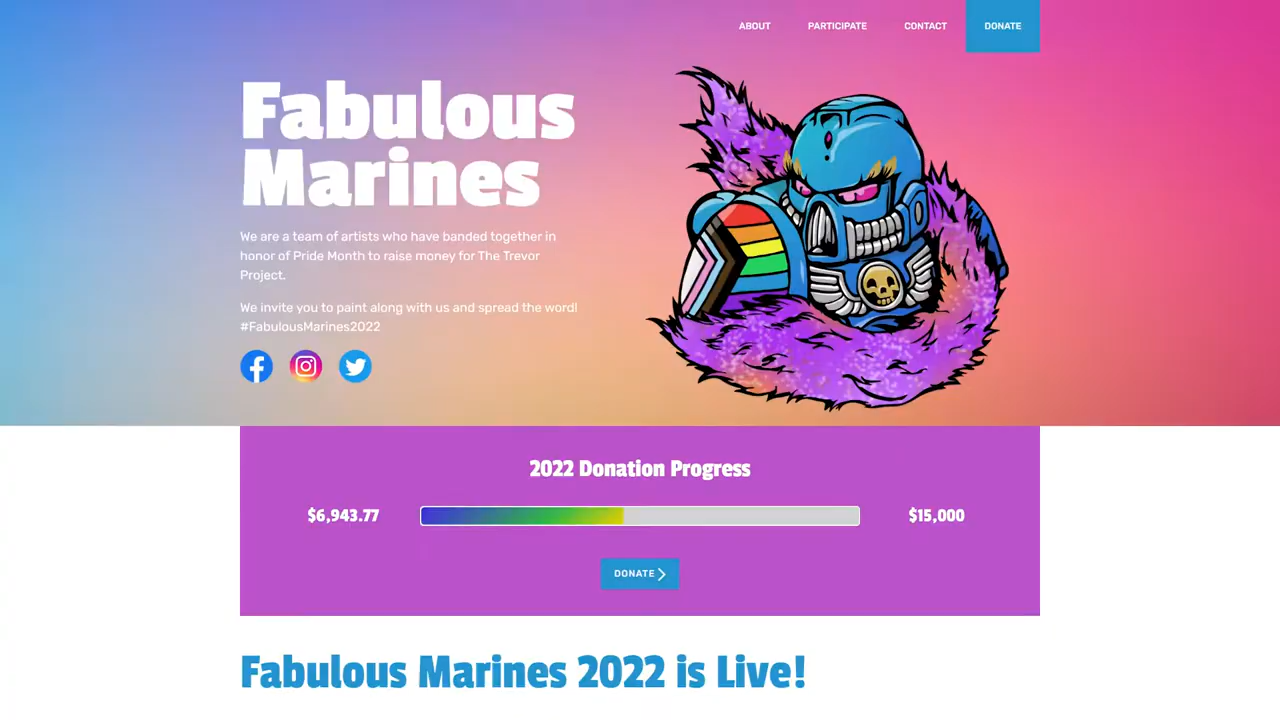 ABOUT PARTICIPATE CONTACT DONATE
Fabulous
Marines
We are a team of artists who have banded together in
honor of Pride Month to raise money for The Trevor
Project.
We invite you to paint along with us and spread the word!
#FabulousMarines2022
2022 Donation Progress
$6,943.77 $15,000
DONATE
Fabulous Marines 2022 is Live!